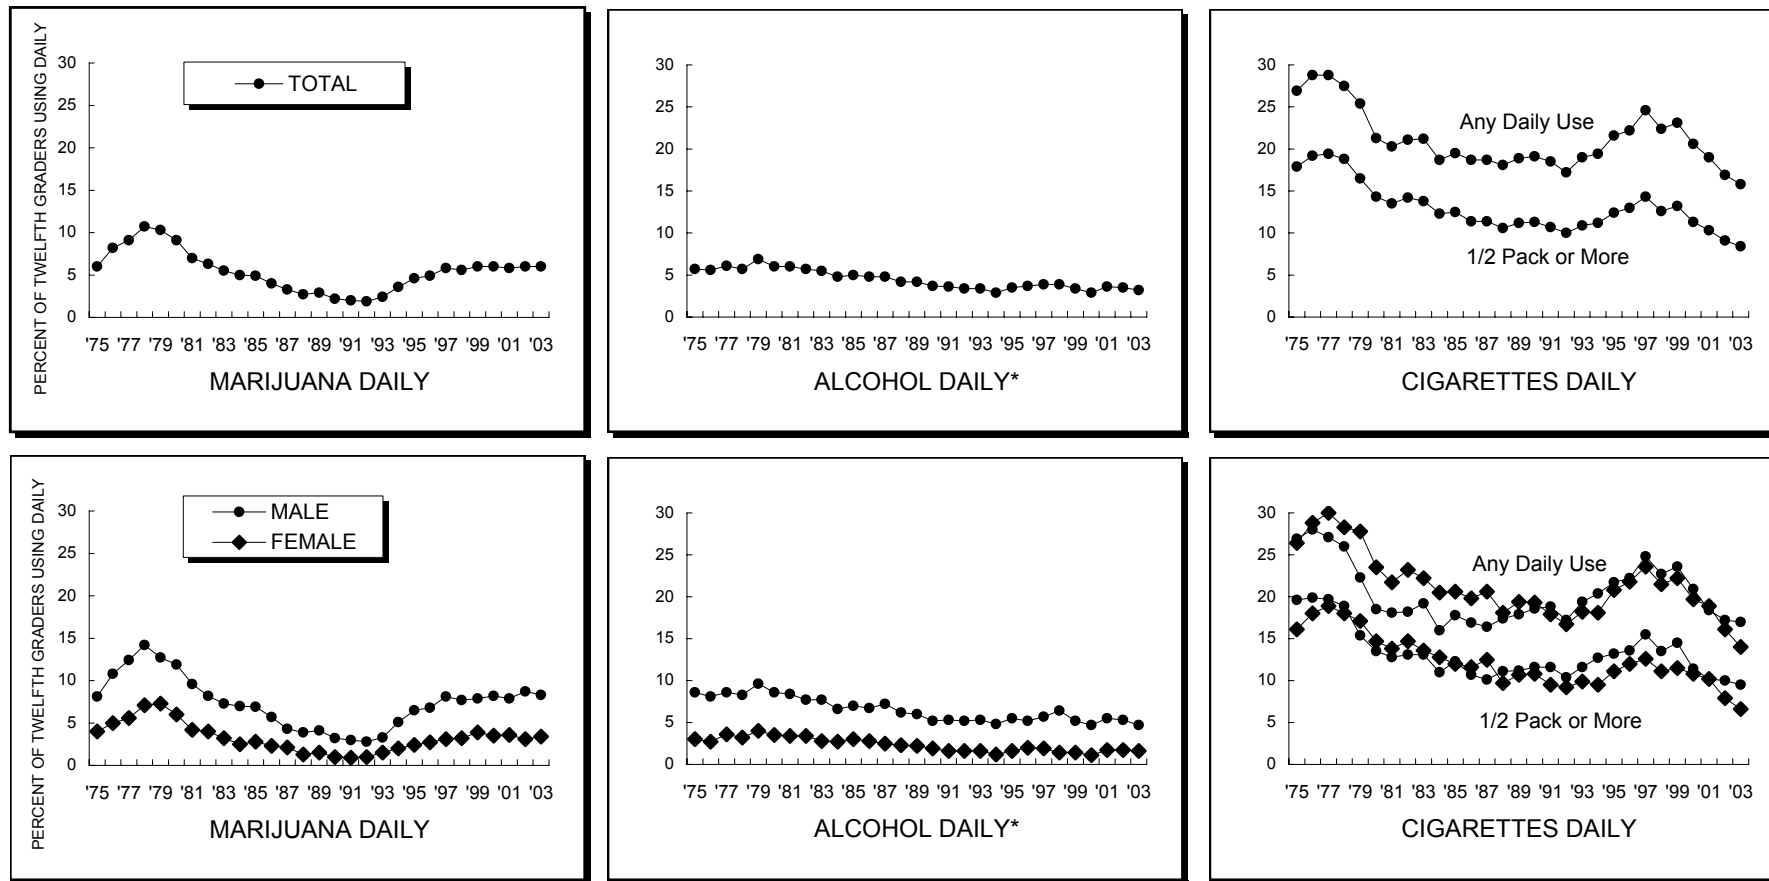 PERCENT OF TWELFTH GRADERS USING DAILY
30
25
20
15
10
5
0
TOTAL
'75 '77 '79 '81 '83 '85 '87 '89 '91 '93 '95 '97 '99 '01 '03
MARIJUANA DAILY
30
25
20
15
10
5
0
'75 '77 '79 '81 '83 '85 '87 '89 '91 '93 '95 '97 '99 '01 '03
ALCOHOL DAILY*
30
25
20
15
10
5
0
Any Daily Use
1/2 Pack or More
'75 '77 '79 '81 '83 '85 '87 '89 '91 '93 '95 '97 '99 '01 '03
CIGARETTES DAILY
PERCENT OF TWELFTH GRADERS USING DAILY
30
25
20
15
10
5
0
MALE
FEMALE
'75 '77 '79 '81 '83 '85 '87 '89 '91 '93 '95 '97 '99 '01 '03
MARIJUANA DAILY
30
25
20
15
10
5
0
'75 '77 '79 '81 '83 '85 '87 '89 '91 '93 '95 '97 '99 '01 '03
ALCOHOL DAILY*
30
25
20
15
10
5
0
Any Daily Use
1/2 Pack or More
'75 '77 '79 '81 '83 '85 '87 '89 '91 '93 '95 '97 '99 '01 '03
CIGARETTES DAILY